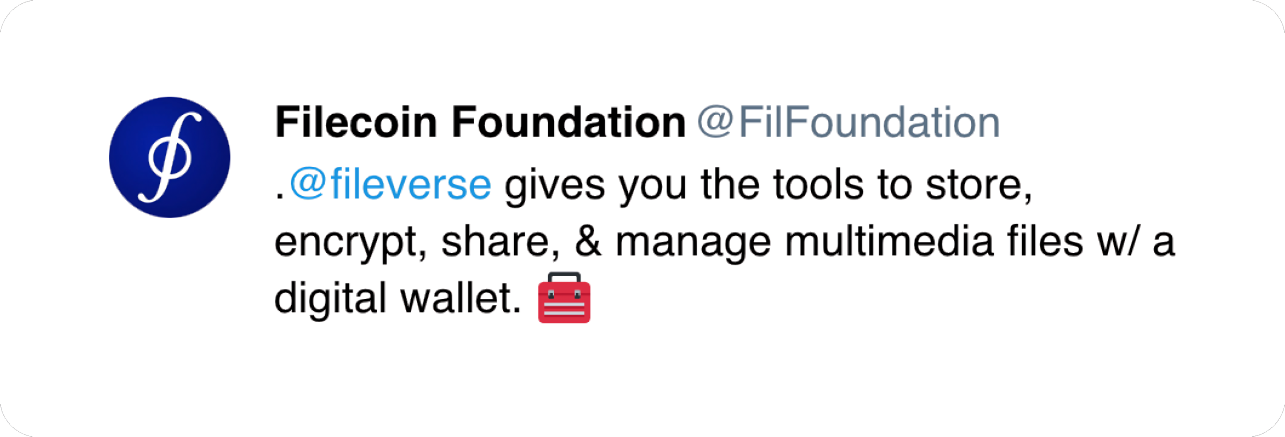 Filecoin Foundation @FilFoundation
.@fileverse gives you the tools to store,
encrypt, share, & manage multimedia files w/ a
digital wallet. 🧰